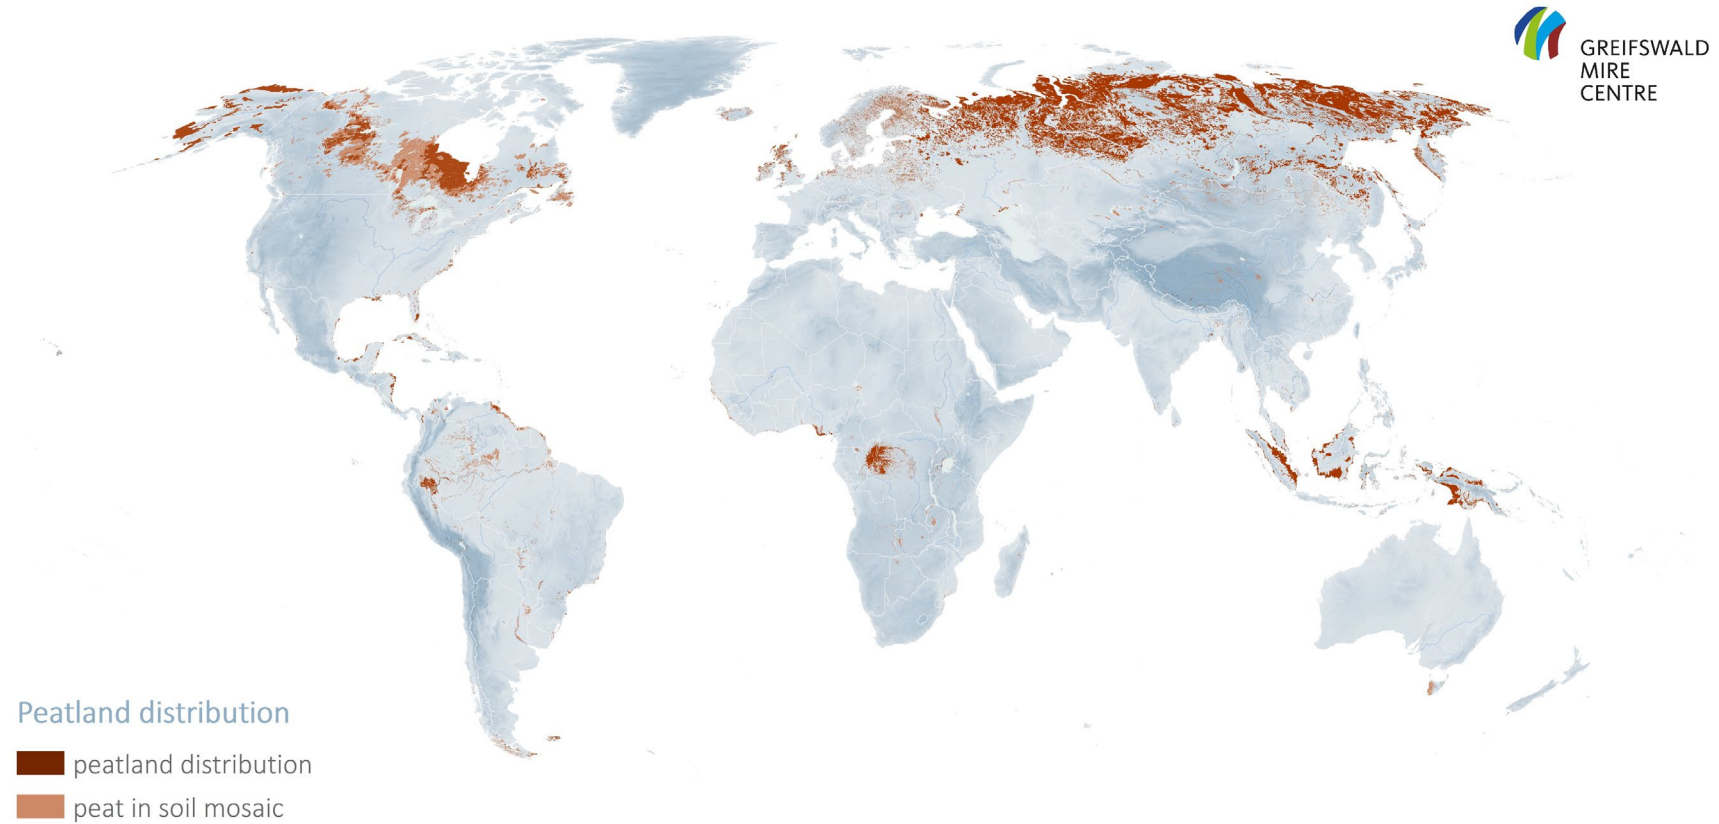 GREIFSWALD
MIRE
CENTRE
Peatland distribution
peatland distribution
peat in soil mosaic